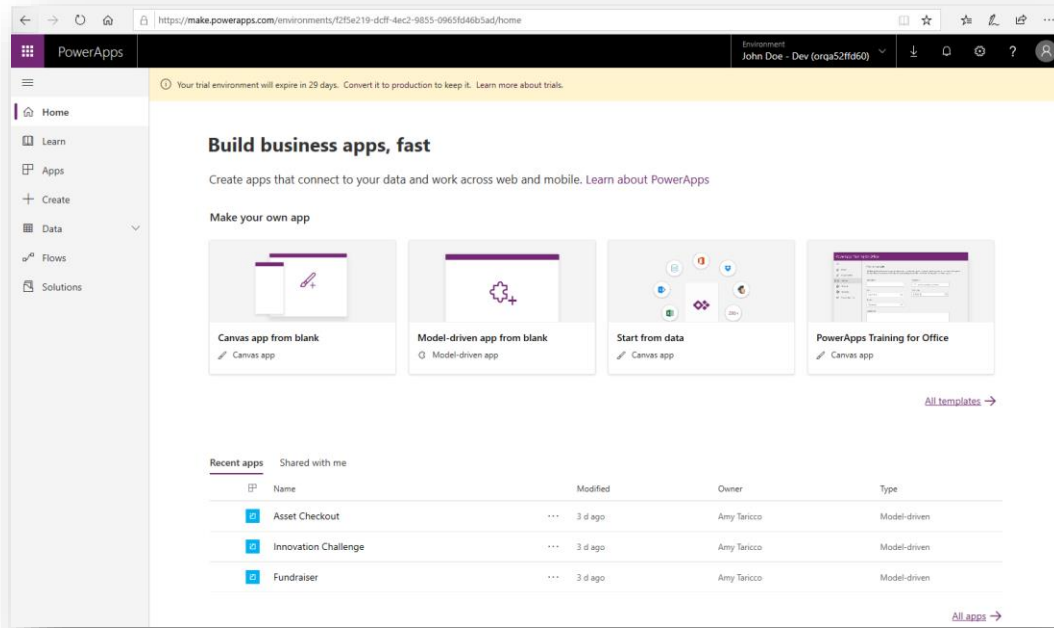 https://make.powerapps.com/environments/f2f5e219-dcff-4ec2-9855-0965fd46b5ad/home
PowerApps
Environment
John Doe - Dev (orga52ffd60)
Your trial environment will expire in 29 days. Convert it to production to keep it. Learn more about trials.
Home
Learn
Apps
Create
Data
Flows
Solutions
Build business apps, fast
Create apps that connect to your data and work across web and mobile. Learn about PowerApps
Make your own app
Canvas app from blank
Canvas app
Model-driven app from blank
Model-driven app
Start from data
Canvas app
PowerApps Training for Office
Canvas app
All templates
Recent apps Shared with me
Name Modified Owner Type
Asset Checkout ... 3 d ago Amy Taricco Model-driven
Innovation Challenge ... 3 d ago Amy Taricco Model-driven
Fundraiser ... 3 d ago Amy Taricco Model-driven
All apps